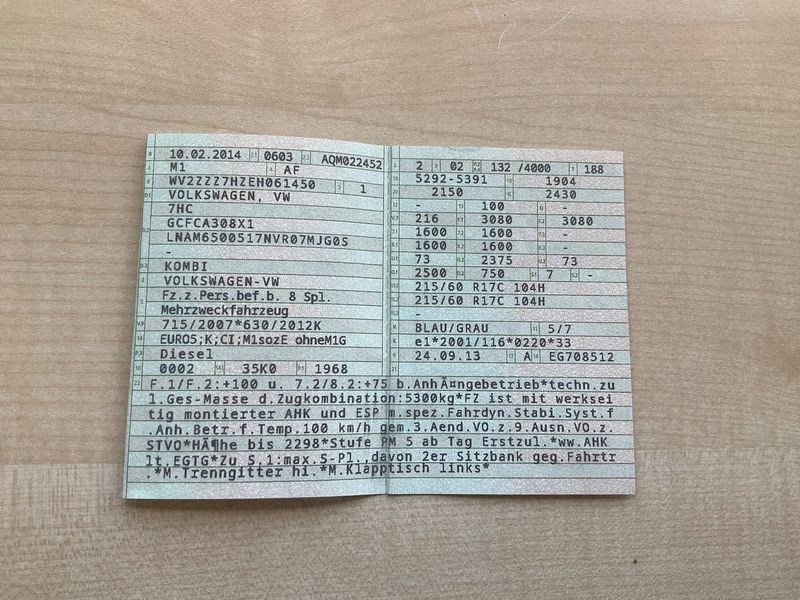 10.02.2014 0603 AQM022452
M1 AF
WV2ZZZ7HZEH061450 1
VOLKSWAGEN, VW
7HC
GCFCA308X1
LNAM6500517NVR07MJG0S
-
KOMBI
VOLKSWAGEN-VW
Fz.z.Pers.bef.b. 8 Spl.
Mehrzweckfahrzeug
715/2007*630/2012K
EURO5;K;CI;M1sozE ohneM1G
Diesel
0002 35K0 1968
2 02 132 /4000 188
5292-5391 1904
2150 2430
- 100 -
216 3080 3080
1600 1600 -
1600 1600 -
73 2375 73
2500 750 7 -
215/60 R17C 104H
215/60 R17C 104H
-
BLAU/GRAU 5/7
e1*2001/116*0220*33
24.09.13 A EG708512
F.1/F.2:+100 u. 7.2/8.2:+75 b.AnhÃ¤ngebetrieb*techn.zu
l.Ges-Masse d.Zugkombination:5300kg*FZ ist mit werksei
tig montierter AHK und ESP m.spez.Fahrdyn.Stabi.Syst.f
.Anh.Betr.f.Temp.100 km/h gem.3.Aend.VO.z.9.Ausn.VO.z.
STVO*HÃ¶he bis 2298*Stufe PM 5 ab Tag Erstzul.*ww.AHK
lt.EGTG*Zu S.1:max.S-Pl.,davon 2er Sitzbank geg.Fahrtr
.*M.Trenngitter hi.*M.Klapptisch links*